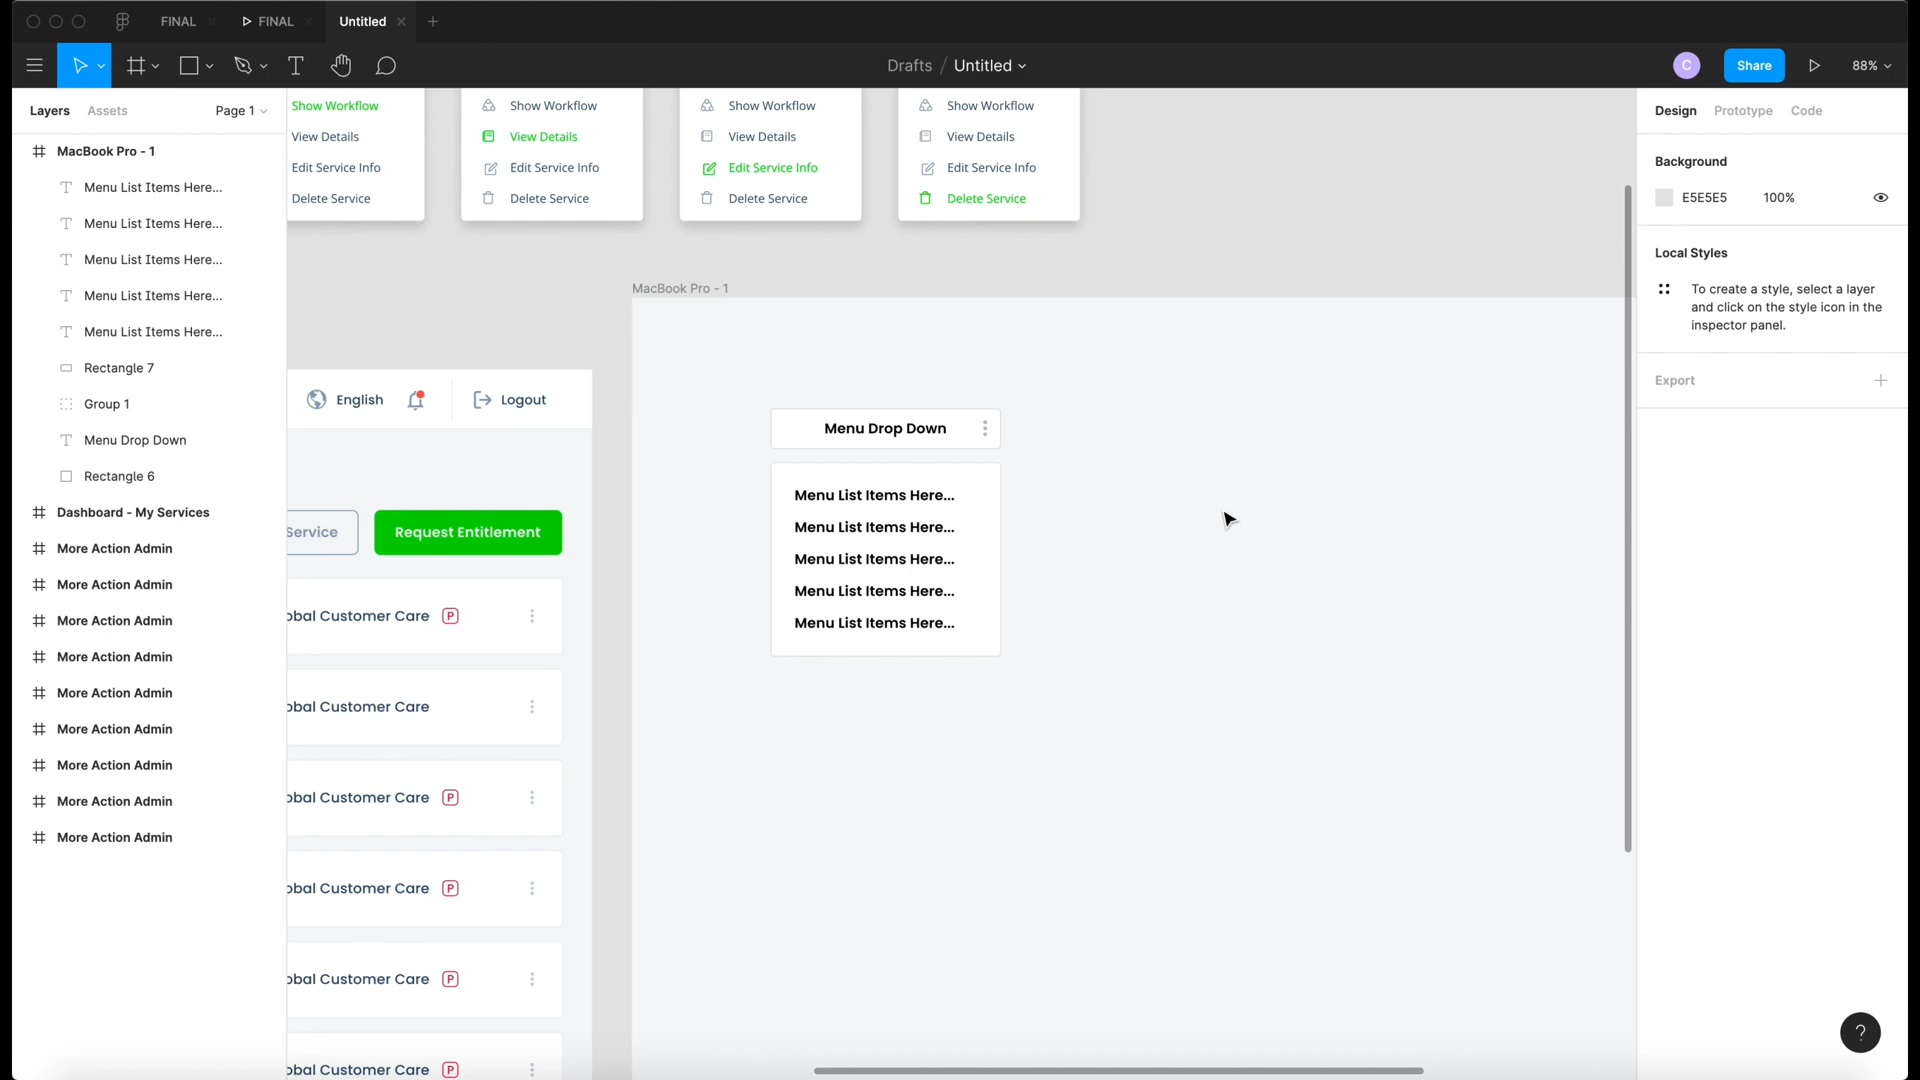 FINAL
FINAL
Untitled
Drafts / Untitled
C
Share
88%
Layers
Assets
Page 1
MacBook Pro - 1
Menu List Items Here...
Menu List Items Here...
Menu List Items Here...
Menu List Items Here...
Menu List Items Here...
Rectangle 7
Group 1
Menu Drop Down
Rectangle 6
Dashboard - My Services
More Action Admin
More Action Admin
More Action Admin
More Action Admin
More Action Admin
More Action Admin
More Action Admin
More Action Admin
More Action Admin
Show Workflow
View Details
Edit Service Info
Delete Service
Show Workflow
View Details
Edit Service Info
Delete Service
Show Workflow
View Details
Edit Service Info
Delete Service
Show Workflow
View Details
Edit Service Info
Delete Service
English
Logout
Service
Request Entitlement
obal Customer Care P
obal Customer Care
obal Customer Care P
obal Customer Care P
obal Customer Care P
obal Customer Care P
MacBook Pro - 1
Menu Drop Down
Menu List Items Here...
Menu List Items Here...
Menu List Items Here...
Menu List Items Here...
Menu List Items Here...
Design
Prototype
Code
Background
E5E5E5
100%
Local Styles
To create a style, select a layer
and click on the style icon in the
inspector panel.
Export
?